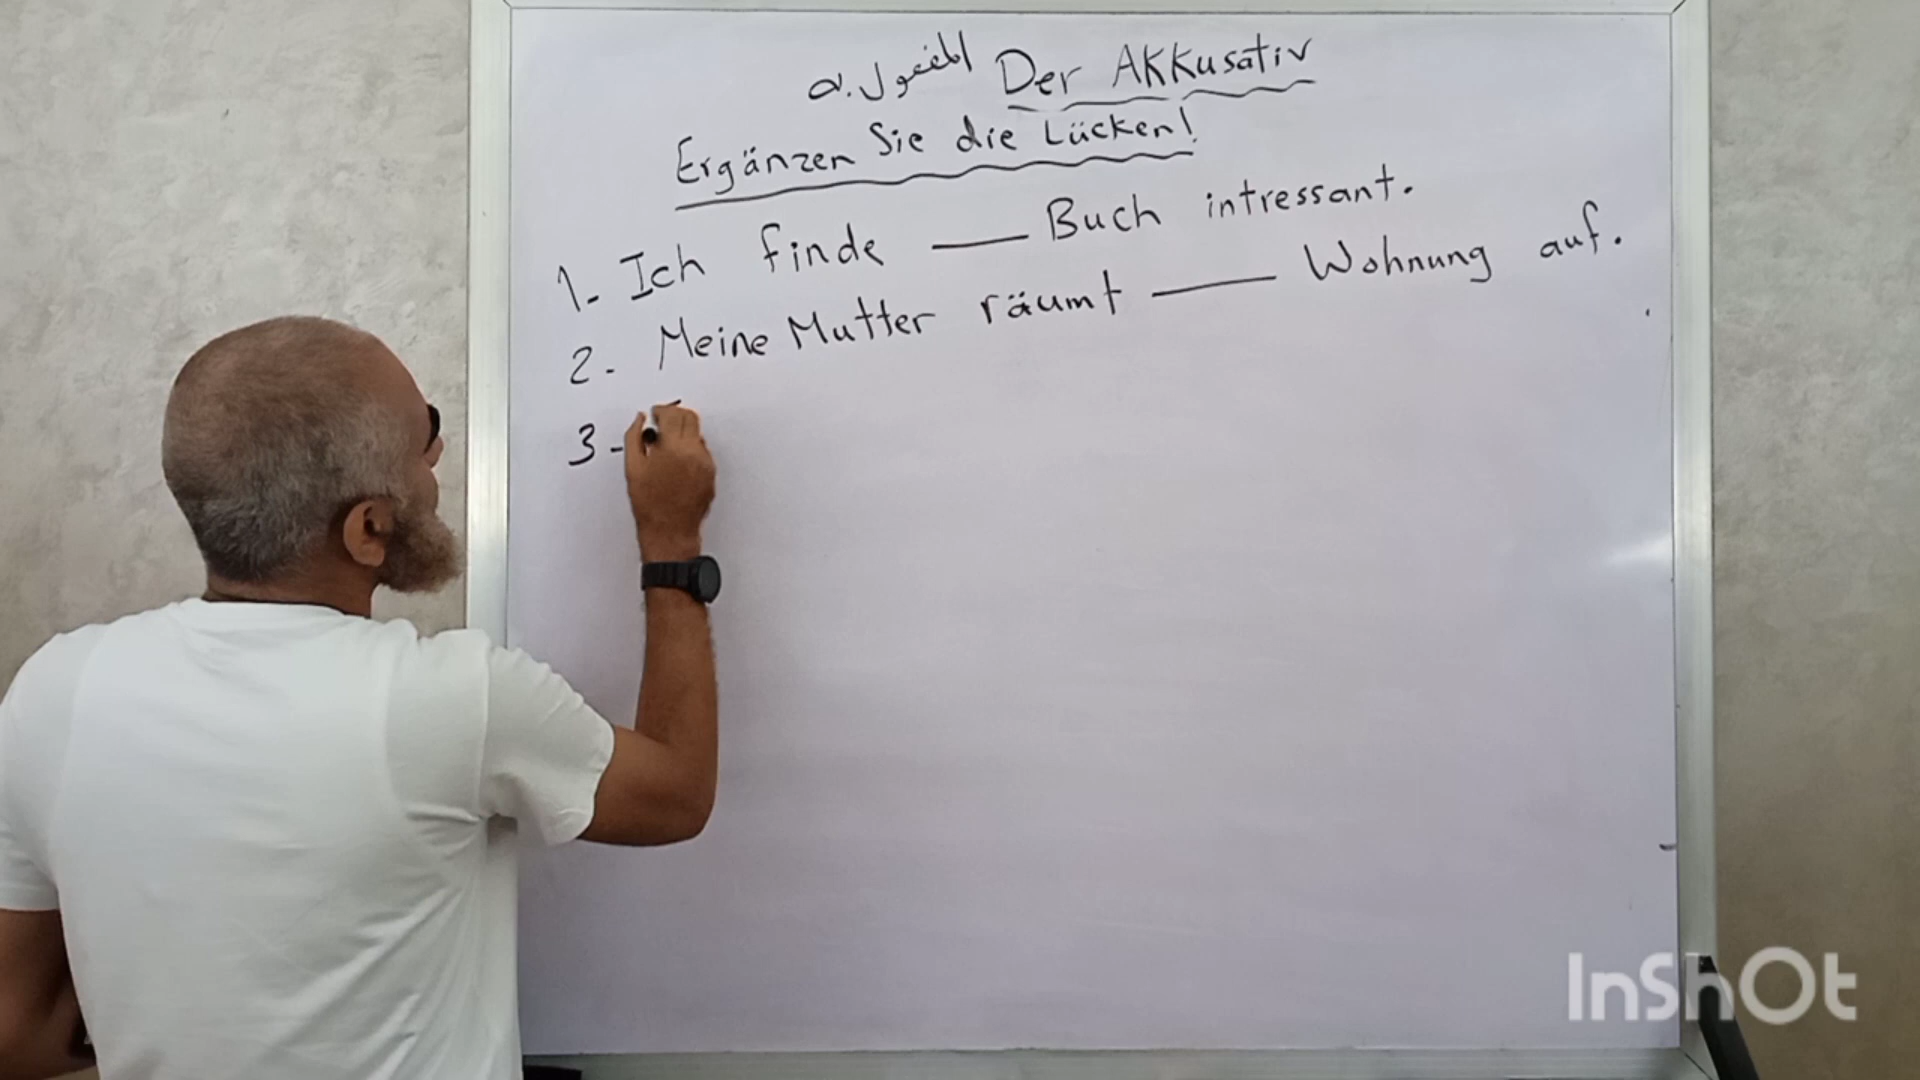 المفعول به Der Akkusativ
Ergänzen Sie die Lücken!
1- Ich finde ___ Buch intressant.
2. Meine Mutter räumt ___ Wohnung auf.
3-
InShOt